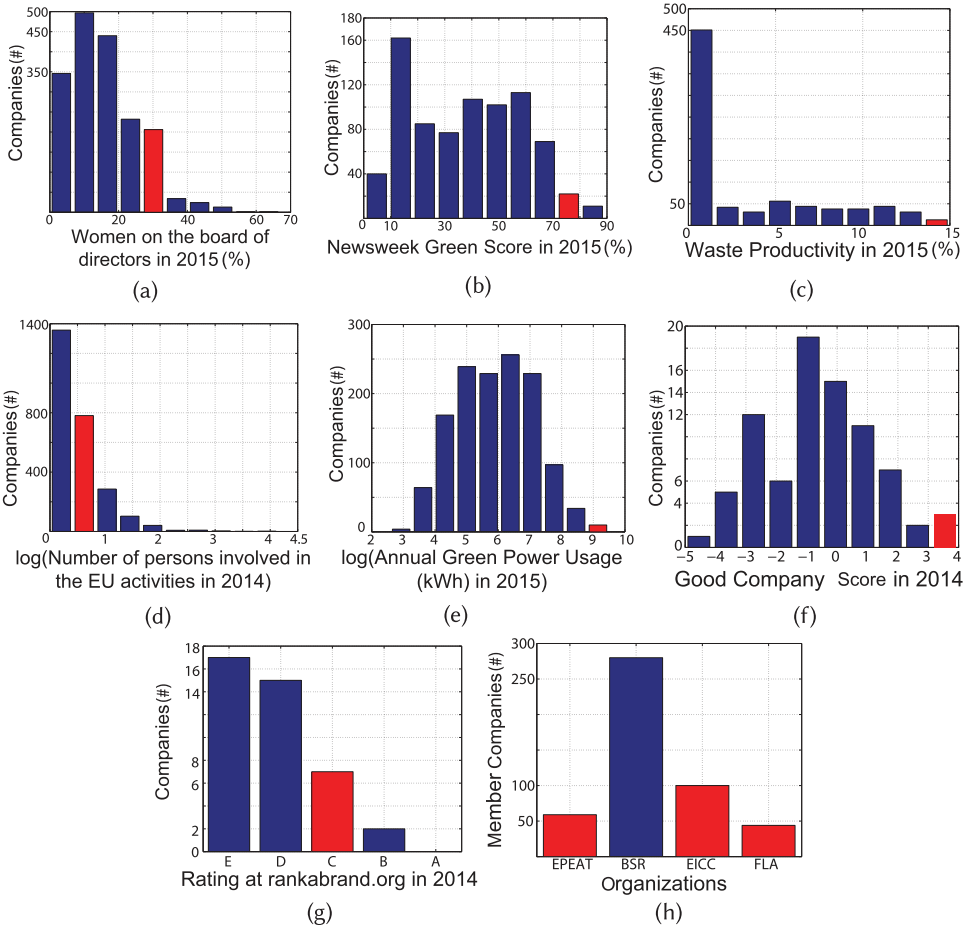 500
450
350
0
20
40
60
70
Companies (#)
Women on the board of
directors in 2015 (%)
(a)
180
160
120
80
40
0
10
30
50
70
90
Companies (#)
Newsweek Green Score in 2015 (%)
(b)
500
450
50
0
5
10
15
Companies (#)
Waste Productivity in 2015 (%)
(c)
1400
800
400
0
0
1
2
3
4
4.5
Companies (#)
log(Number of persons involved in
the EU activities in 2014)
(d)
300
200
100
0
2
3
4
5
6
7
8
9
10
Companies (#)
log(Annual Green Power Usage
(kWh) in 2015)
(e)
20
18
14
12
8
6
4
2
0
−5
−4
−3
−2
−1
0
1
2
3
4
Companies (#)
Good Company Score in 2014
(f)
18
16
14
8
6
2
0
E
D
C
B
A
Companies (#)
Rating at rankabrand.org in 2014
(g)
300
250
100
50
EPEAT
BSR
EICC
FLA
Member Companies (#)
Organizations
(h)